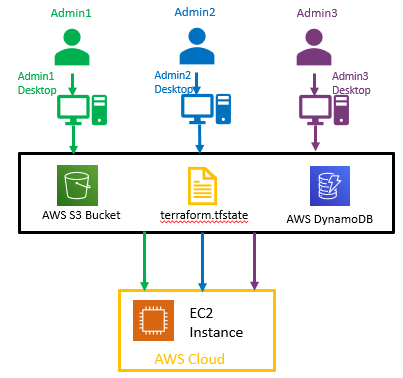 Admin1
Admin2
Admin3
Admin1
Desktop
Admin2
Desktop
Admin3
Desktop
AWS S3 Bucket
terraform.tfstate
AWS DynamoDB
EC2
Instance
AWS Cloud